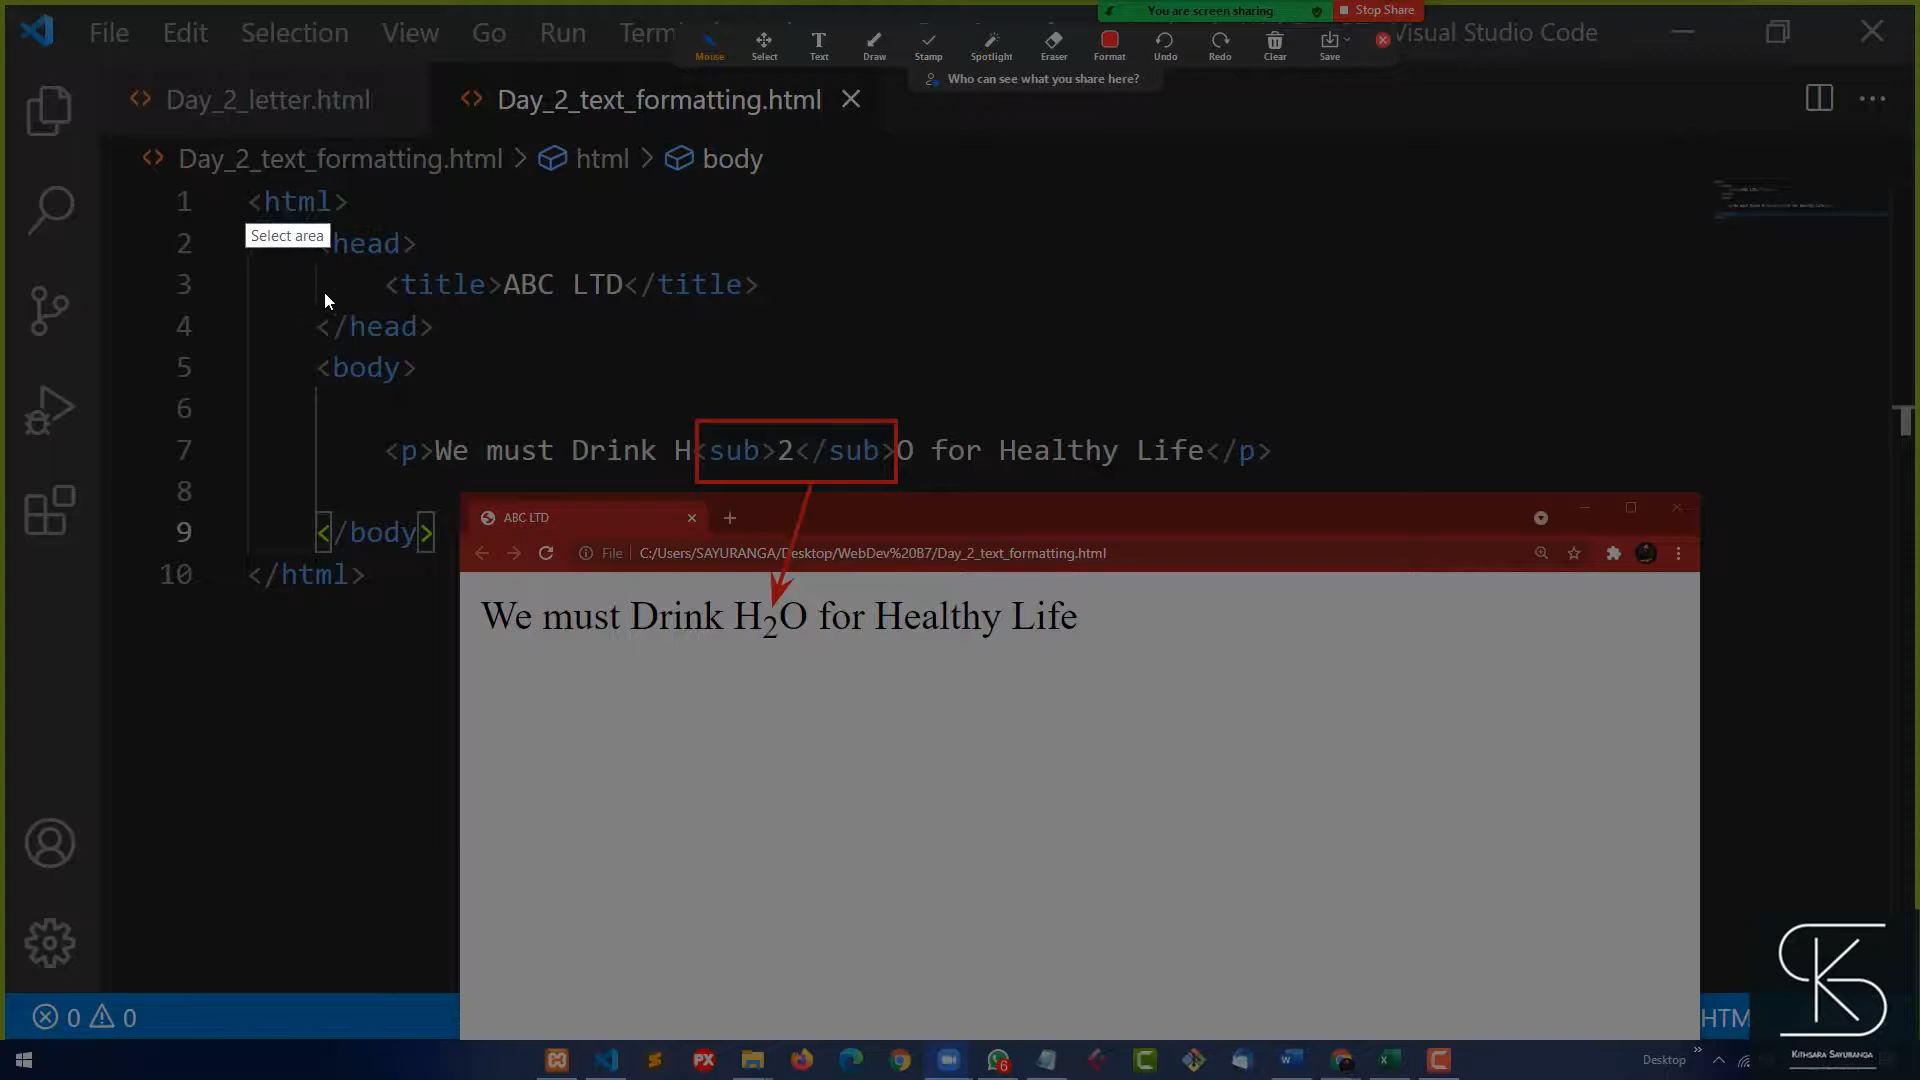 You are screen sharing
Stop Share
File Edit Selection View Go Run Term
Visual Studio Code
Mouse Select Text Draw Stamp Spotlight Eraser Format Undo Redo Clear Save
Who can see what you share here?
Day_2_letter.html
Day_2_text_formatting.html
Day_2_text_formatting.html > html > body
1 <html>
Select area
2 <head>
3 <title>ABC LTD</title>
4 </head>
5 <body>
6
7 <p>We must Drink H<sub>2</sub>O for Healthy Life</p>
8
9 </body>
10 </html>
ABC LTD
File C:/Users/SAYURANGA/Desktop/WebDev%20B7/Day_2_text_formatting.html
We must Drink H₂O for Healthy Life
0 0
HTM
KITHSARA SAYURANGA
PX
6
Desktop